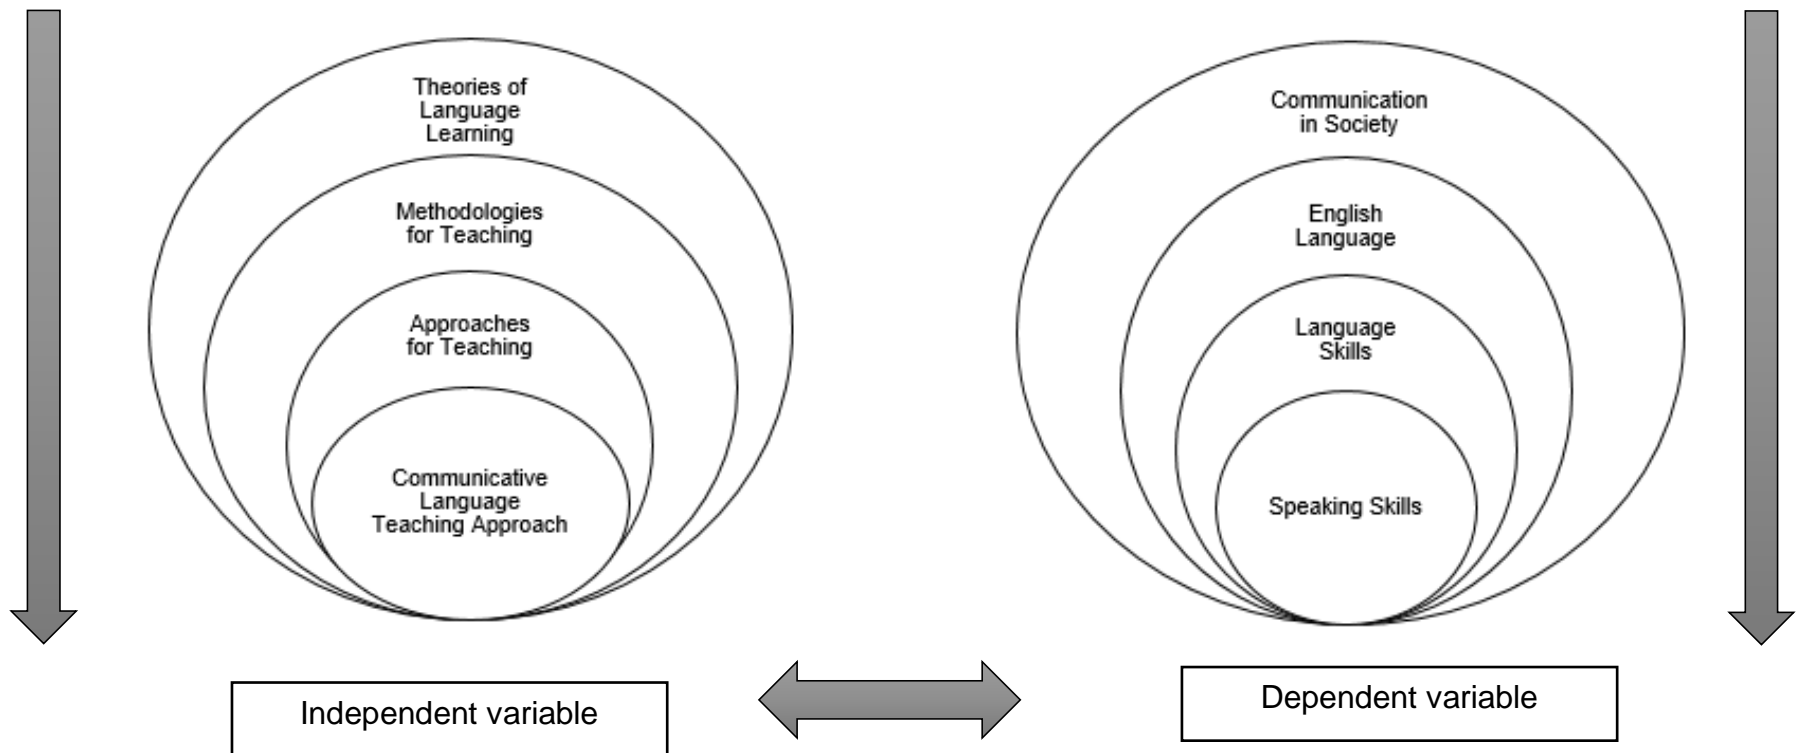 Theories of
Language
Learning
Methodologies
for Teaching
Approaches
for Teaching
Communicative
Language
Teaching Approach
Communication
in Society
English
Language
Language
Skills
Speaking Skills
Independent variable
Dependent variable